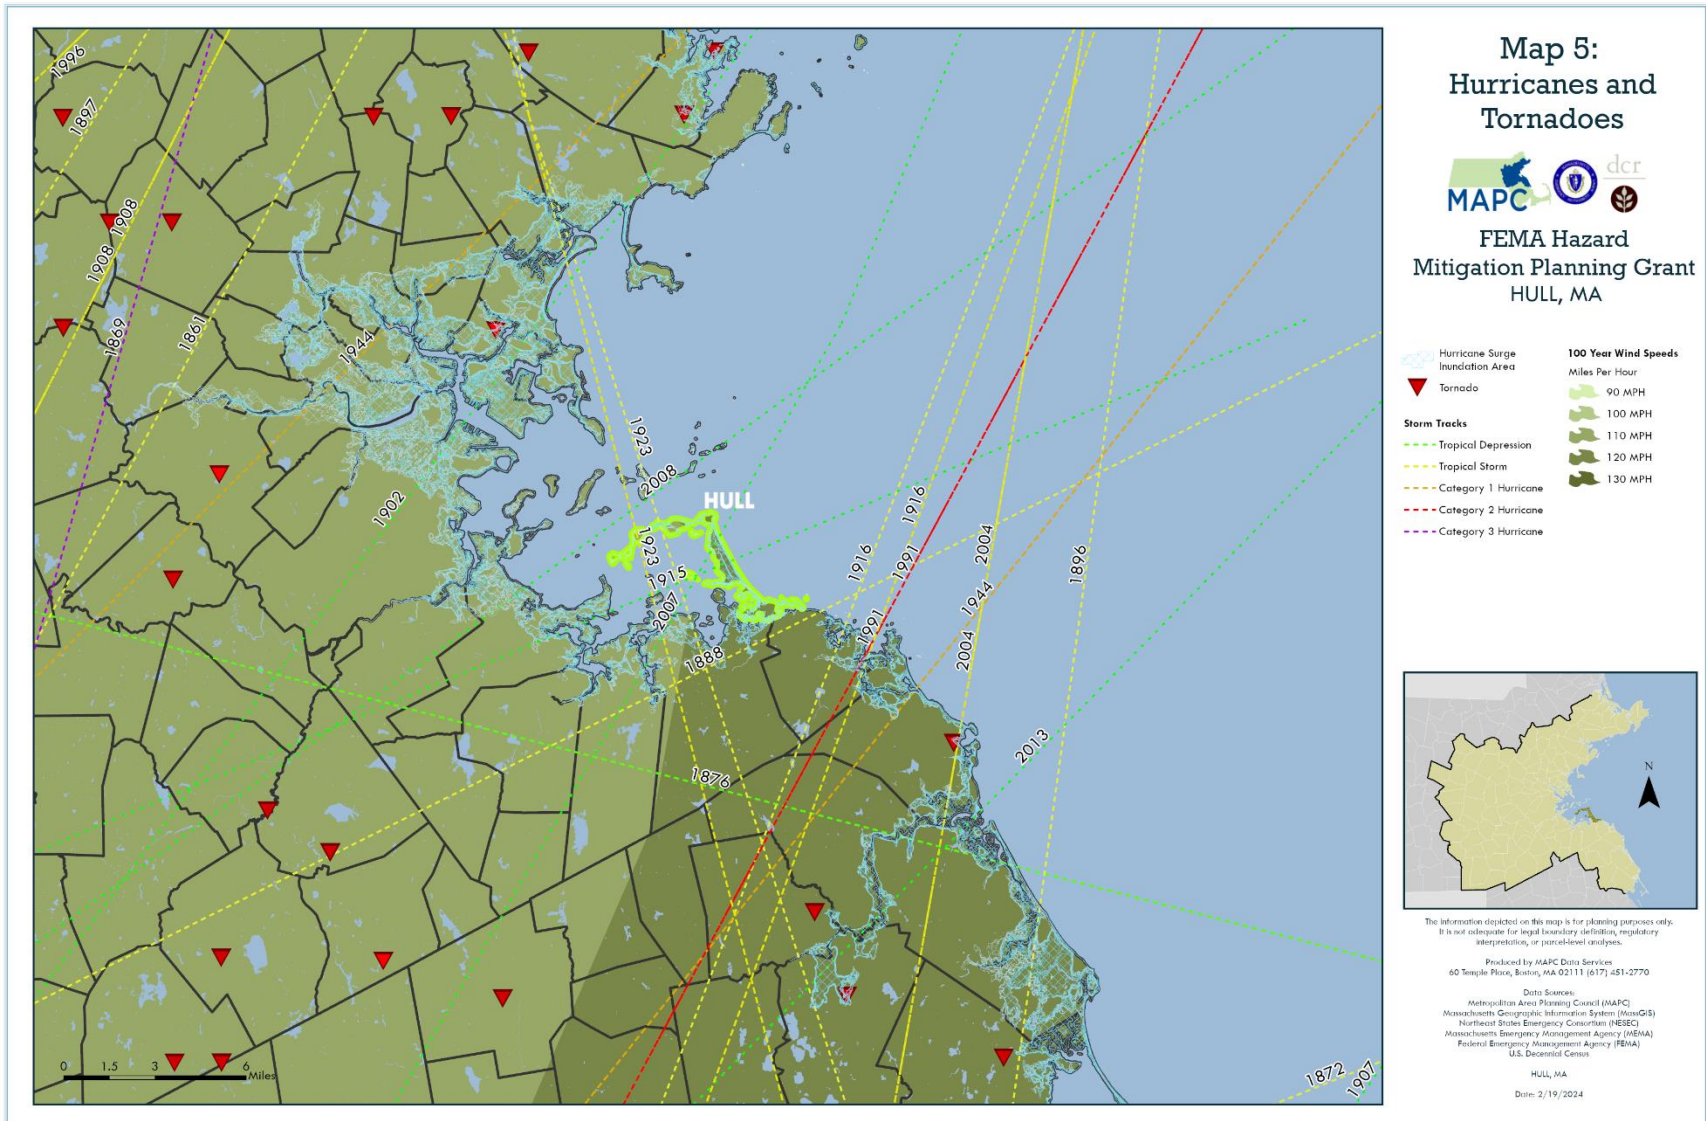 Map 5:
Hurricanes and
Tornadoes
MAPC
dcr
FEMA Hazard
Mitigation Planning Grant
HULL, MA
Hurricane Surge
Inundation Area
Tornado
Storm Tracks
Tropical Depression
Tropical Storm
Category 1 Hurricane
Category 2 Hurricane
Category 3 Hurricane
100 Year Wind Speeds
Miles Per Hour
90 MPH
100 MPH
110 MPH
120 MPH
130 MPH
1996
1897
1908
1908
1869
1861
1944
1902
1923
2008
HULL
1923
1915
2007
1888
1876
1916
1916
1991
1991
2004
1944
2004
1896
2013
1872
1907
0 1.5 3 6
Miles
N
The information depicted on this map is for planning purposes only.
It is not adequate for legal boundary definition, regulatory
interpretation, or parcel-level analyses.
Produced by MAPC Data Services
60 Temple Place, Boston, MA 02111 (617) 451-2770
Data Sources:
Metropolitan Area Planning Council (MAPC)
Massachusetts Geographic Information System (MassGIS)
Northeast States Emergency Consortium (NESEC)
Massachusetts Emergency Management Agency (MEMA)
Federal Emergency Management Agency (FEMA)
U.S. Decennial Census
HULL, MA
Date: 2/19/2024